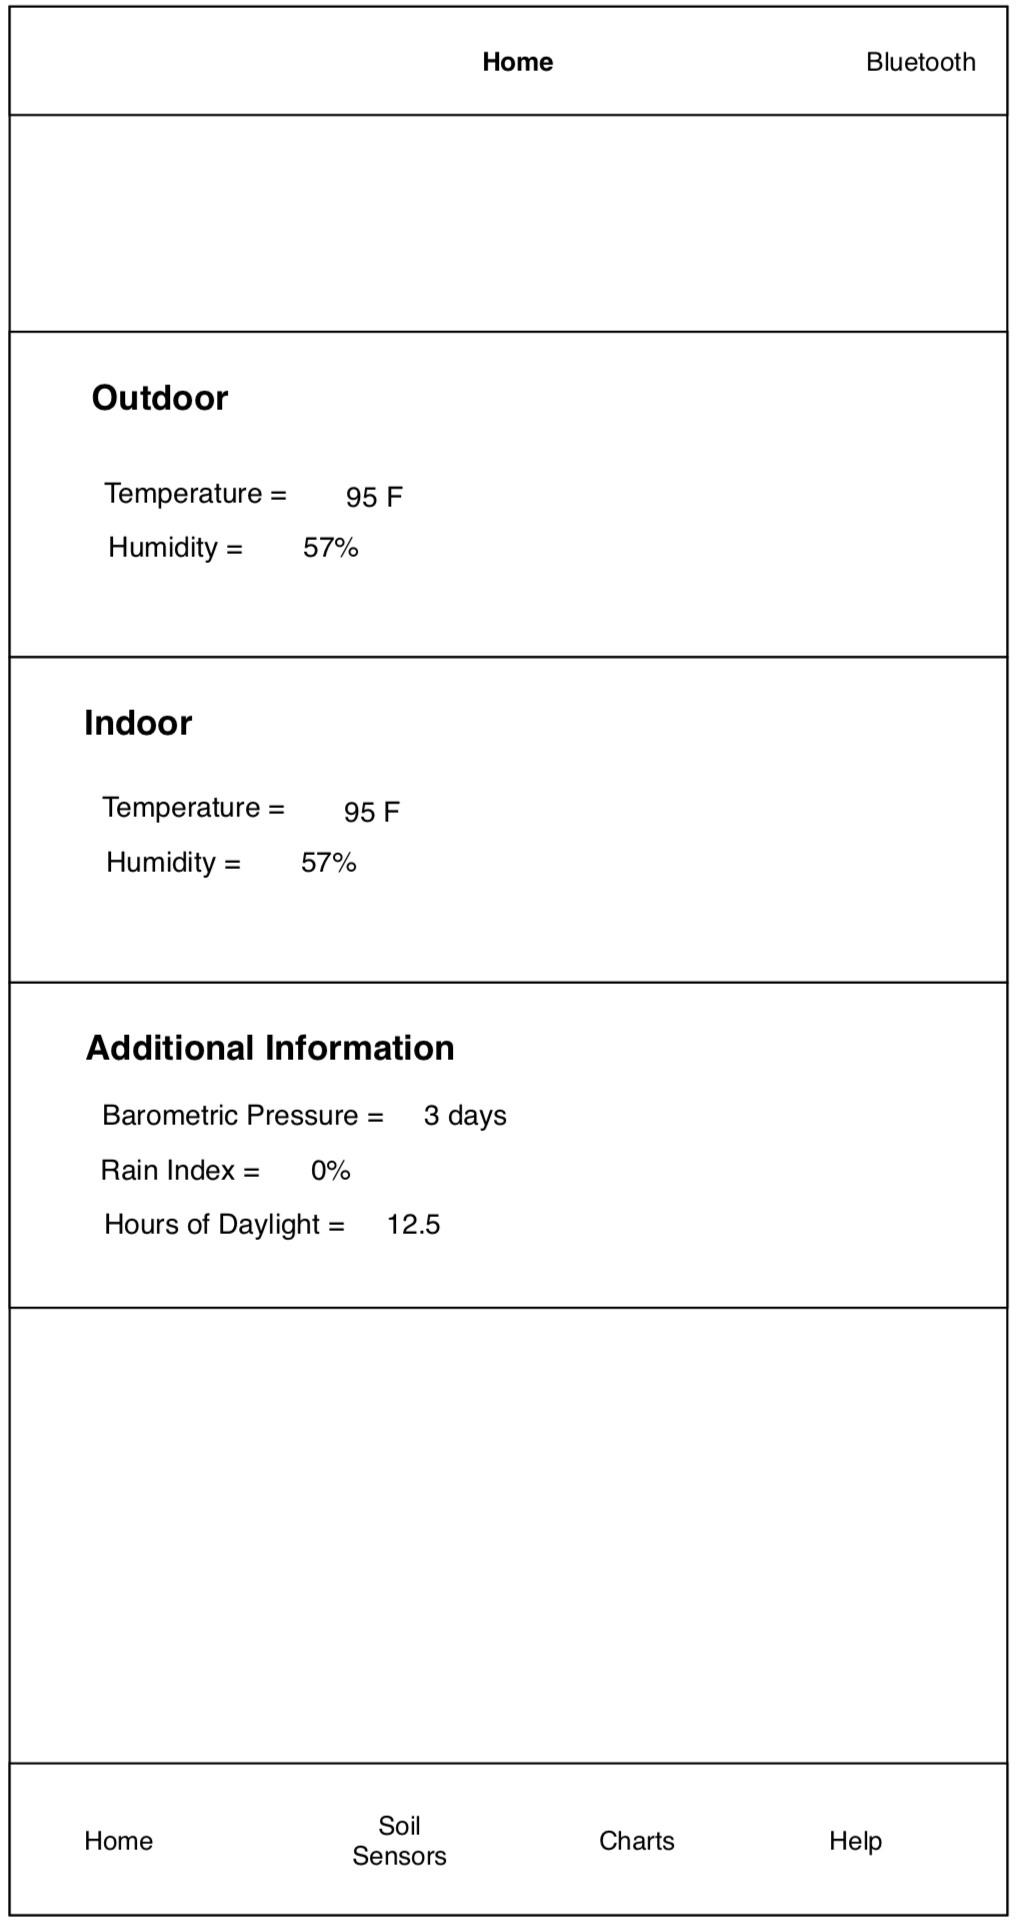 Home Bluetooth
Outdoor
Temperature = 95 F
Humidity = 57%
Indoor
Temperature = 95 F
Humidity = 57%
Additional Information
Barometric Pressure = 3 days
Rain Index = 0%
Hours of Daylight = 12.5
Home Soil Sensors Charts Help